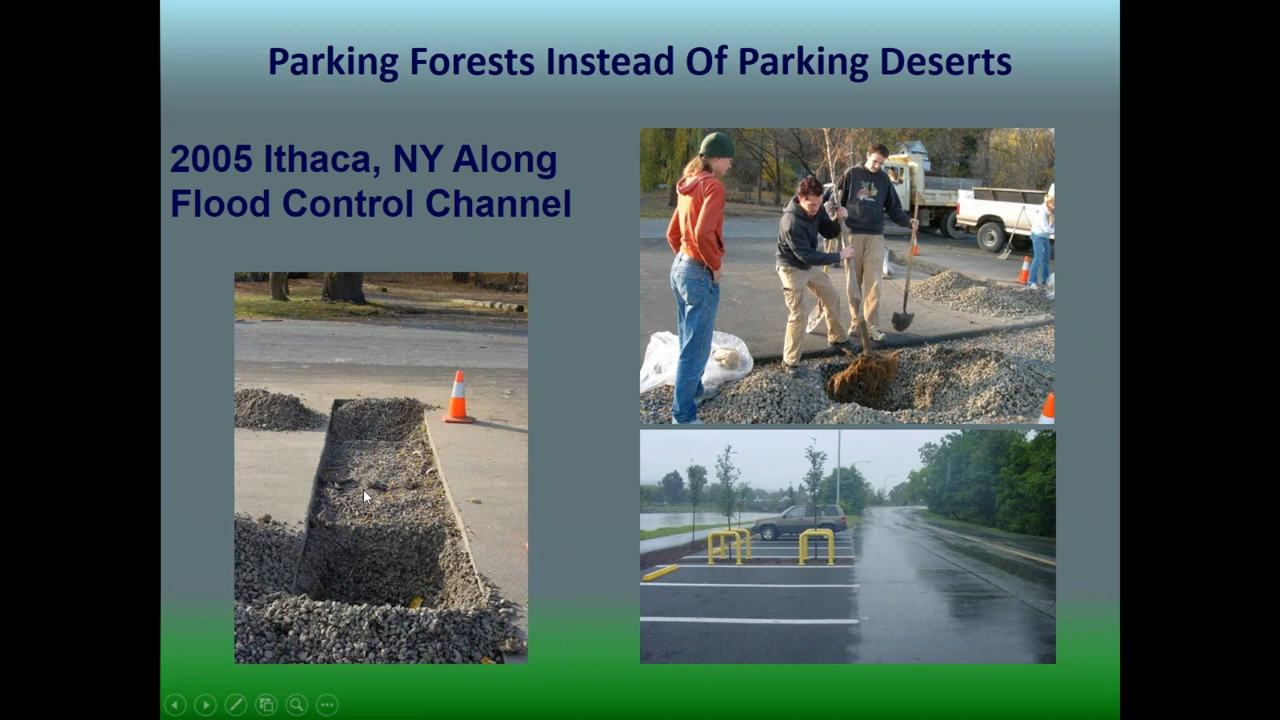 Parking Forests Instead Of Parking Deserts
2005 Ithaca, NY Along
Flood Control Channel